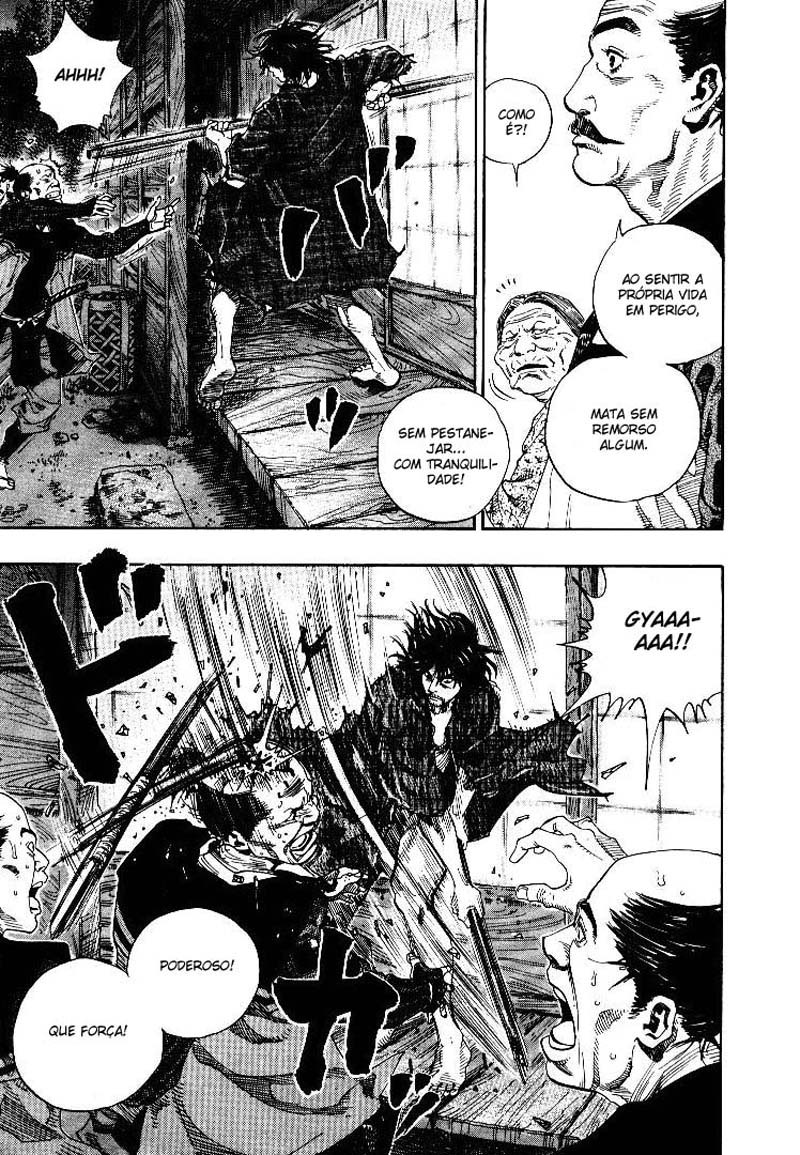 COMO
É?!
AO SENTIR A
PRÓPRIA VIDA
EM PERIGO,
MATA SEM
REMORSO
ALGUM.
SEM PESTANE-
JAR...
COM TRANQUILI-
DADE!
AHHH!
GYAAA-
AAA!!
ド
カ
PODEROSO!
QUE FORÇA!